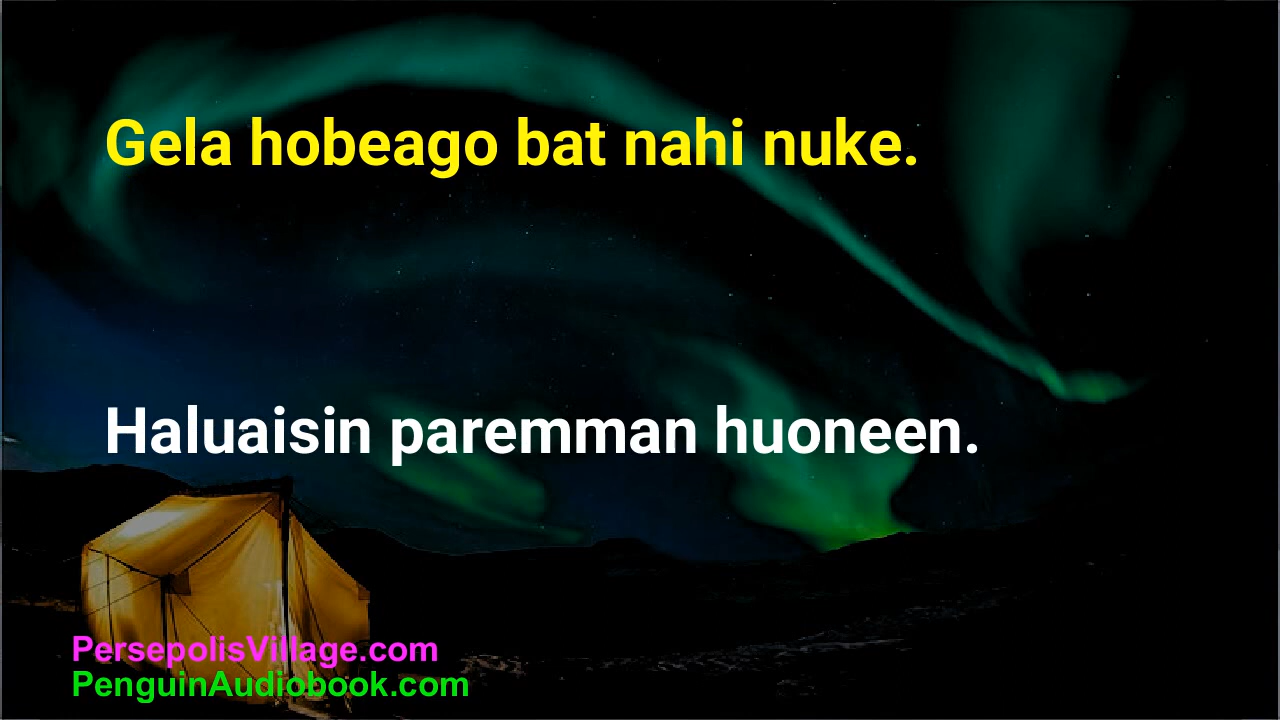 Gela hobeago bat nahi nuke.
Haluaisin paremman huoneen.
PersepolisVillage.com
PenguinAudiobook.com